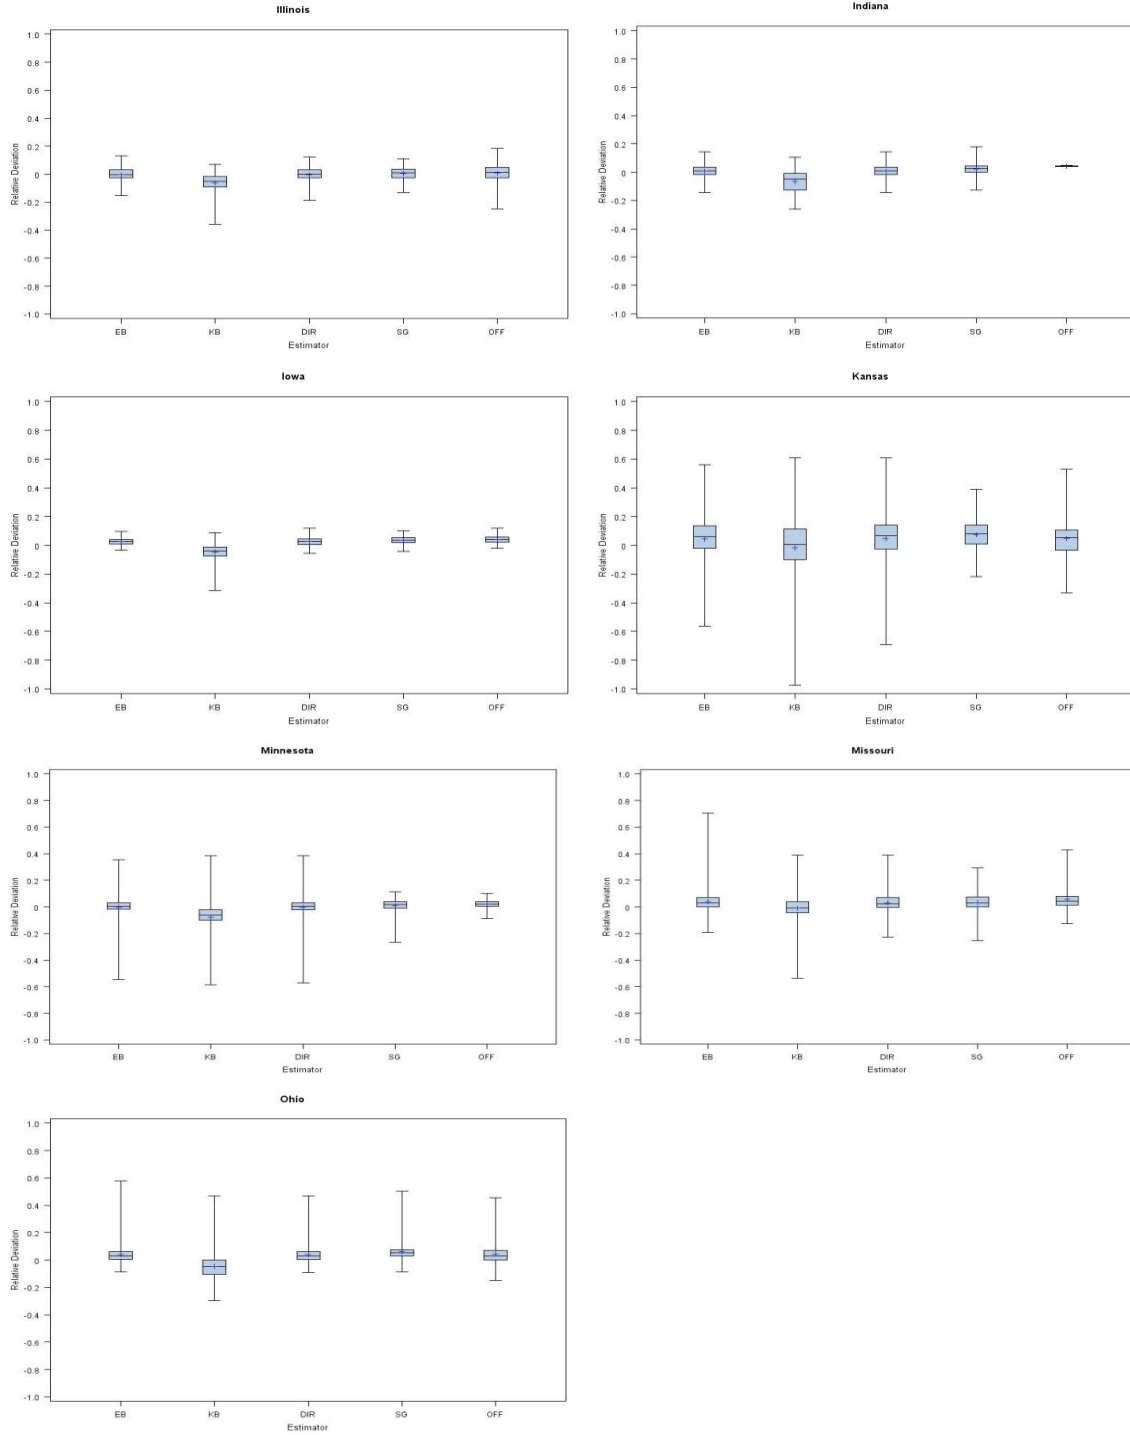 Illinois
1.0
0.8
0.6
0.4
0.2
0
-0.2
-0.4
-0.6
-0.8
-1.0
Relative Deviation
EB KB DIR SG OFF
Estimator
Indiana
1.0
0.8
0.6
0.4
0.2
0
-0.2
-0.4
-0.6
-0.8
-1.0
Relative Deviation
EB KB DIR SG OFF
Estimator
Iowa
1.0
0.8
0.6
0.4
0.2
0
-0.2
-0.4
-0.6
-0.8
-1.0
Relative Deviation
EB KB DIR SG OFF
Estimator
Kansas
1.0
0.8
0.6
0.4
0.2
0
-0.2
-0.4
-0.6
-0.8
-1.0
Relative Deviation
EB KB DIR SG OFF
Estimator
Minnesota
1.0
0.8
0.6
0.4
0.2
0
-0.2
-0.4
-0.6
-0.8
-1.0
Relative Deviation
EB KB DIR SG OFF
Estimator
Missouri
1.0
0.8
0.6
0.4
0.2
0
-0.2
-0.4
-0.6
-0.8
-1.0
Relative Deviation
EB KB DIR SG OFF
Estimator
Ohio
1.0
0.8
0.6
0.4
0.2
0
-0.2
-0.4
-0.6
-0.8
-1.0
Relative Deviation
EB KB DIR SG OFF
Estimator